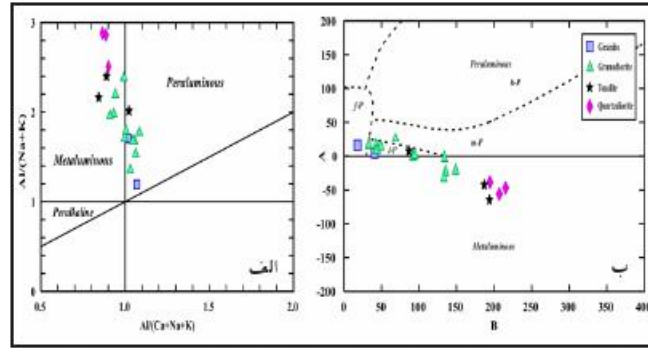 3
2
1
0
0.5
1.0
1.5
2.0
Al/(Na+K)
Al/(Ca+Na+K)
Peraluminous
Metaluminous
Peralkaline
الف
200
150
100
50
0
-50
-100
-150
-200
0
50
100
150
200
250
300
350
400
A
B
Peraluminous
h-P
f-P
m-P
l-P
Metaluminous
Granite
Granodiorite
Tonalite
Quartzdiorite
ب